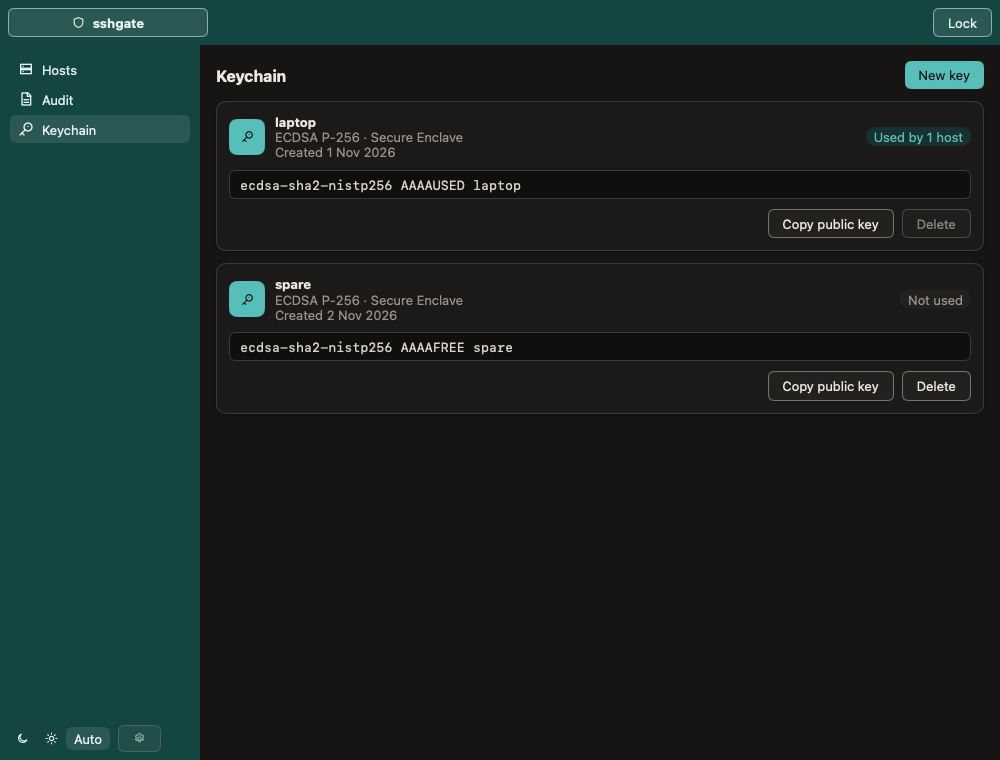 sshgate
Lock
Hosts
Audit
Keychain
Keychain
New key
laptop
ECDSA P-256 · Secure Enclave
Created 1 Nov 2026
Used by 1 host
ecdsa-sha2-nistp256 AAAAUSED laptop
Copy public key
Delete
spare
ECDSA P-256 · Secure Enclave
Created 2 Nov 2026
Not used
ecdsa-sha2-nistp256 AAAAFREE spare
Copy public key
Delete
Auto